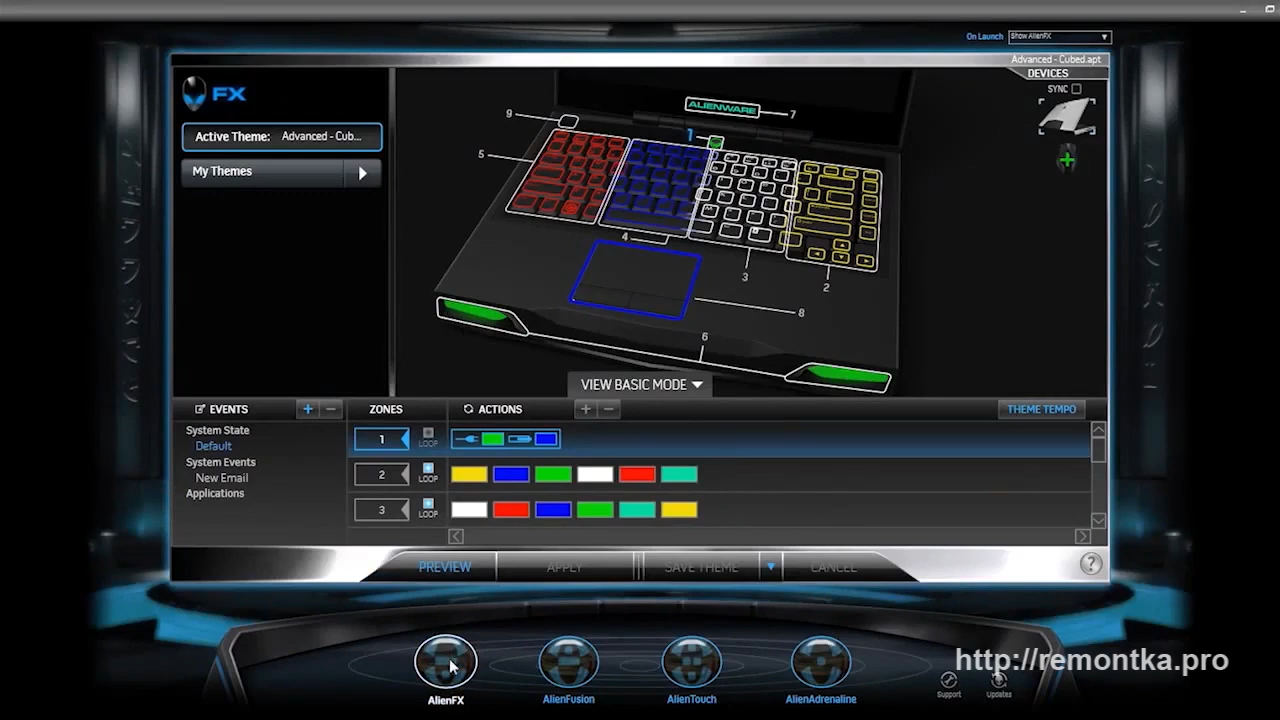 On Launch Show AlienFX
Advanced - Cubed.apt
FX
DEVICES
SYNC
Active Theme: Advanced - Cub...
My Themes
ALIENWARE
7
9
1
5
4
3
2
8
6
VIEW BASIC MODE
EVENTS + - ZONES ACTIONS + - THEME TEMPO
System State
Default
System Events
New Email
Applications
1 LOOP
2 LOOP
3 LOOP
PREVIEW APPLY SAVE THEME CANCEL ?
http://remontka.pro
AlienFX AlienFusion AlienTouch AlienAdrenaline Support Updates